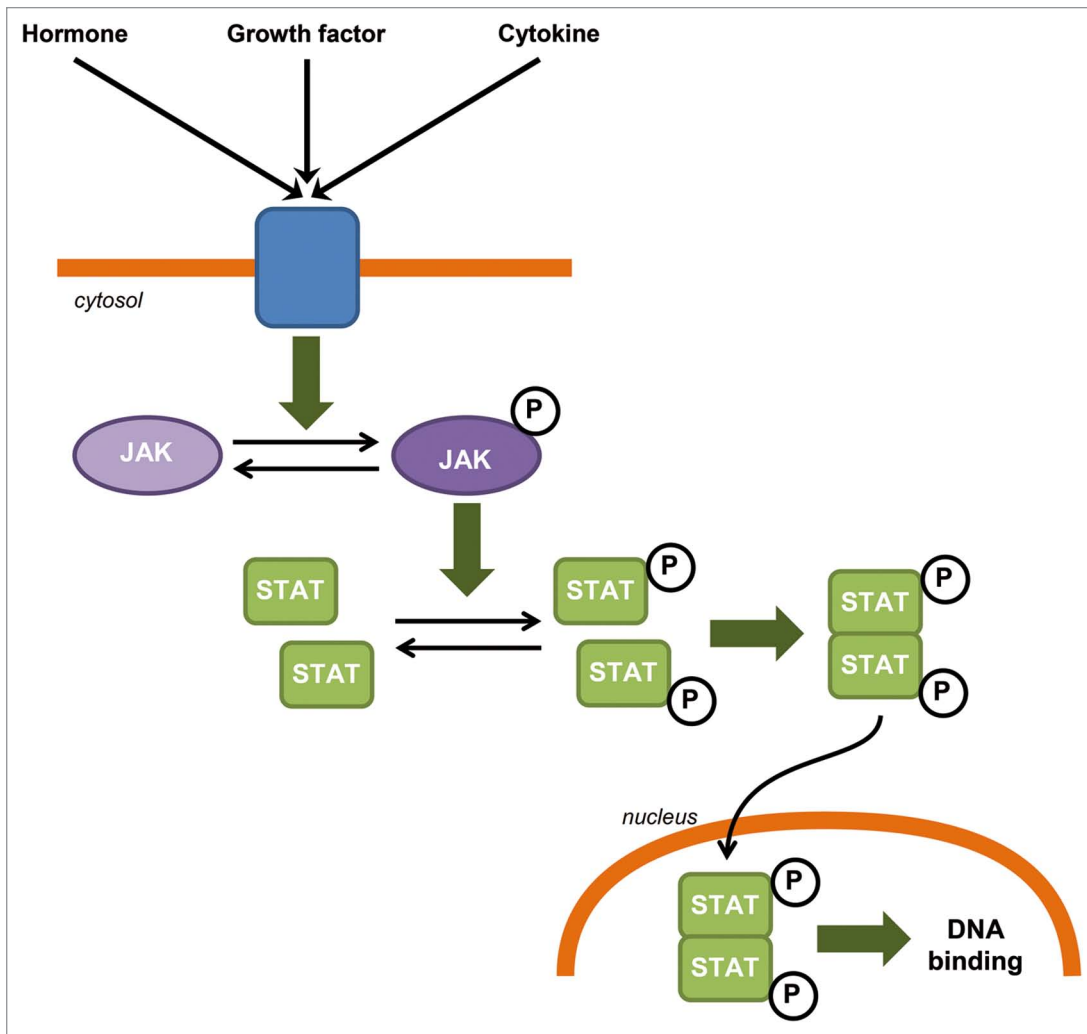 Hormone
Growth factor
Cytokine
cytosol
P
JAK
JAK
P
P
STAT
STAT
STAT
STAT
STAT
STAT
P
P
nucleus
P
STAT
STAT
DNA
binding
P